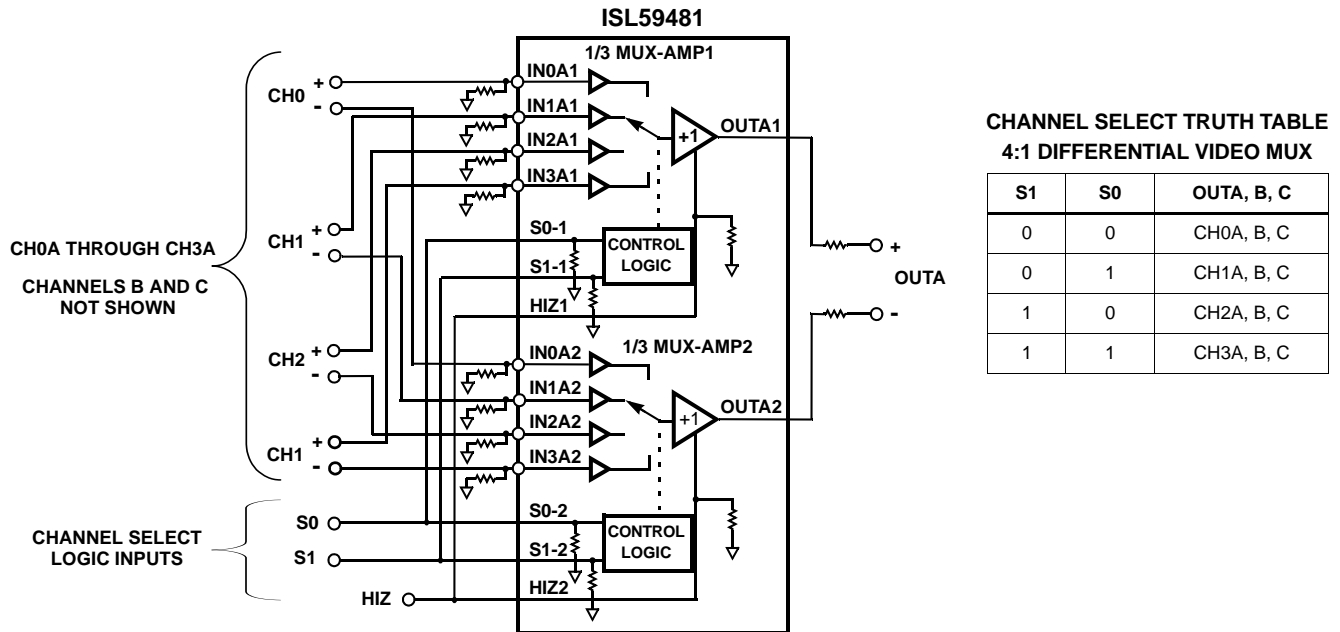 ISL59481
1/3 MUX-AMP1
CH0
+
-
IN0A1
IN1A1
IN2A1
IN3A1
+1
OUTA1
CH0A THROUGH CH3A
CHANNELS B AND C
NOT SHOWN
CH1
+
-
S0-1
S1-1
HIZ1
CONTROL
LOGIC
+
OUTA
-
1/3 MUX-AMP2
CH2
+
-
IN0A2
IN1A2
IN2A2
IN3A2
+1
OUTA2
CH1
+
-
CHANNEL SELECT
LOGIC INPUTS
S0
S1
HIZ
S0-2
S1-2
HIZ2
CONTROL
LOGIC
CHANNEL SELECT TRUTH TABLE
4:1 DIFFERENTIAL VIDEO MUX
S1 S0 OUTA, B, C
0 0 CH0A, B, C
0 1 CH1A, B, C
1 0 CH2A, B, C
1 1 CH3A, B, C